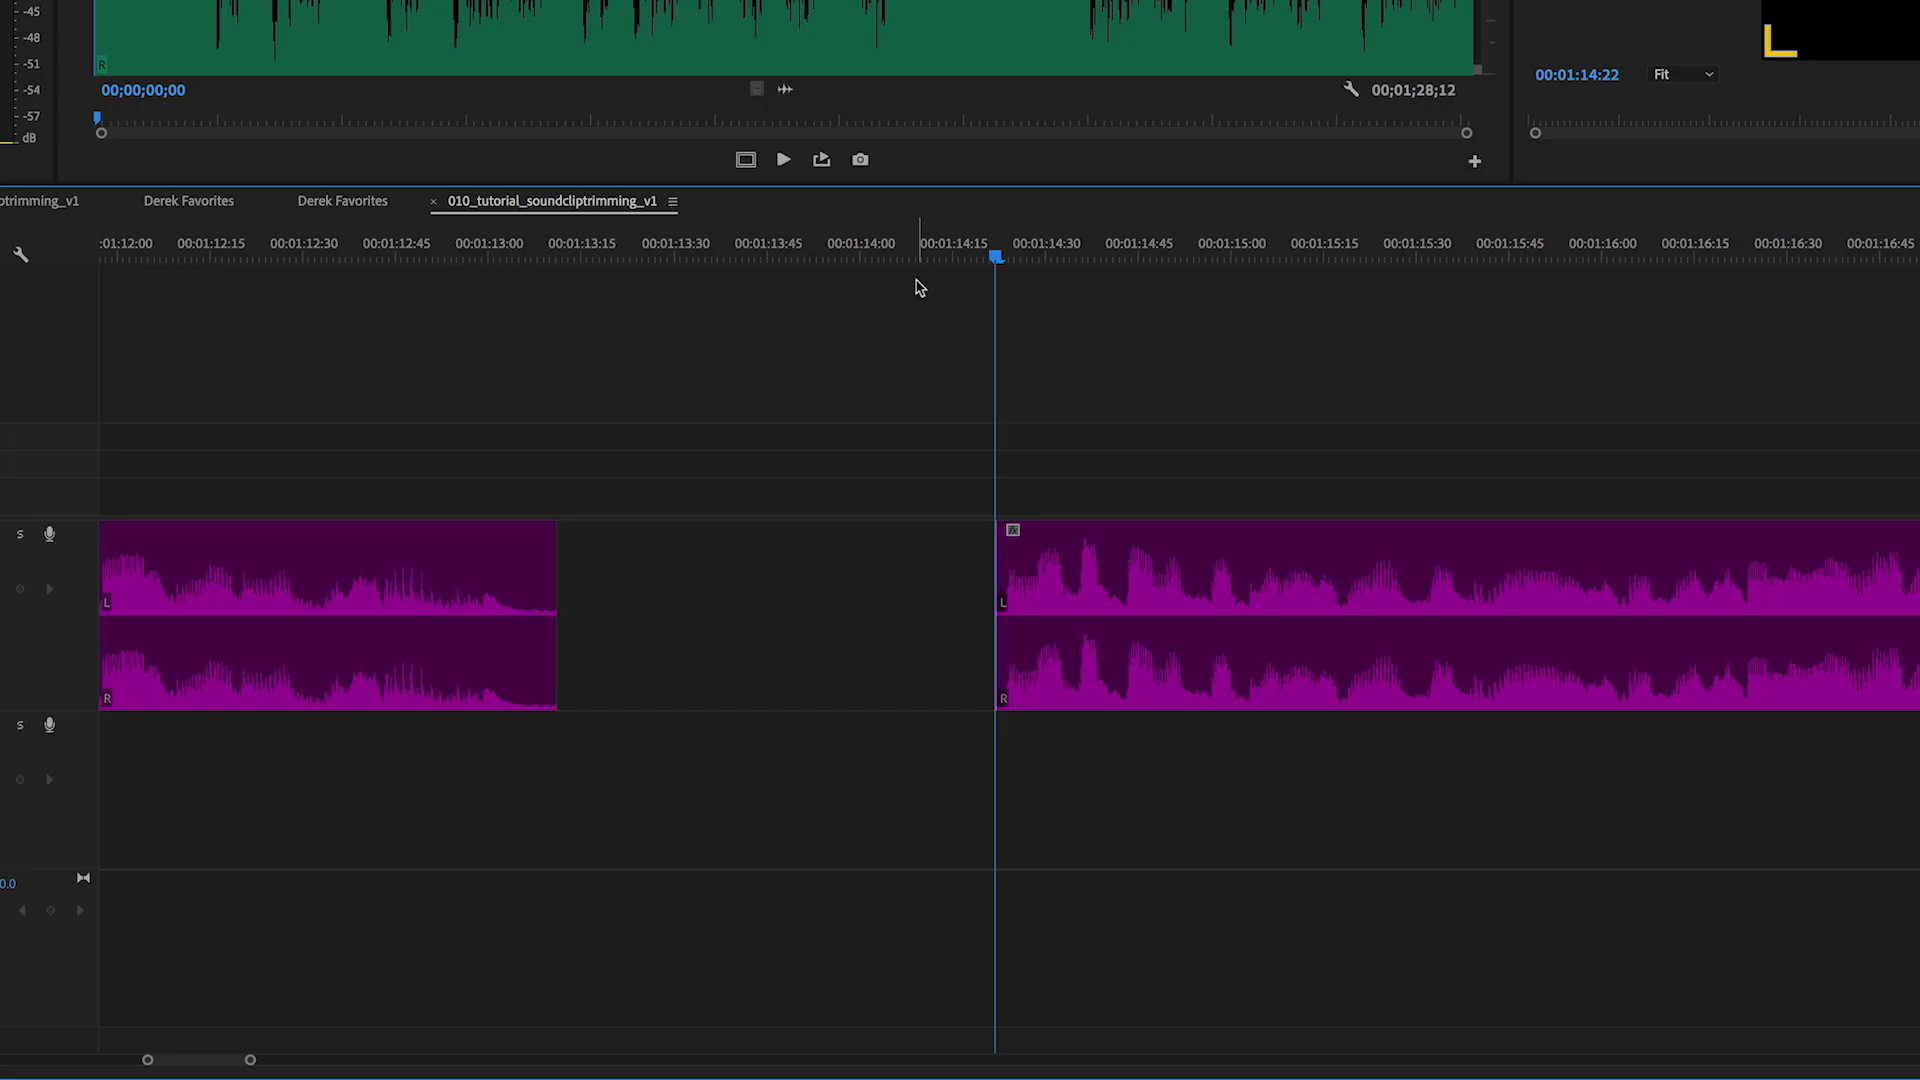 -45
-48
-51
-54
-57
dB
R
00;00;00;00
00;01;28;12
00:01:14:22
Fit
ptrimming_v1
Derek Favorites
Derek Favorites
× 010_tutorial_soundcliptrimming_v1
:01:12:00 00:01:12:15 00:01:12:30 00:01:12:45 00:01:13:00 00:01:13:15 00:01:13:30 00:01:13:45 00:01:14:00 00:01:14:15 00:01:14:30 00:01:14:45 00:01:15:00 00:01:15:15 00:01:15:30 00:01:15:45 00:01:16:00 00:01:16:15 00:01:16:30 00:01:16:45
S
fx
L
L
R
R
S
0.0